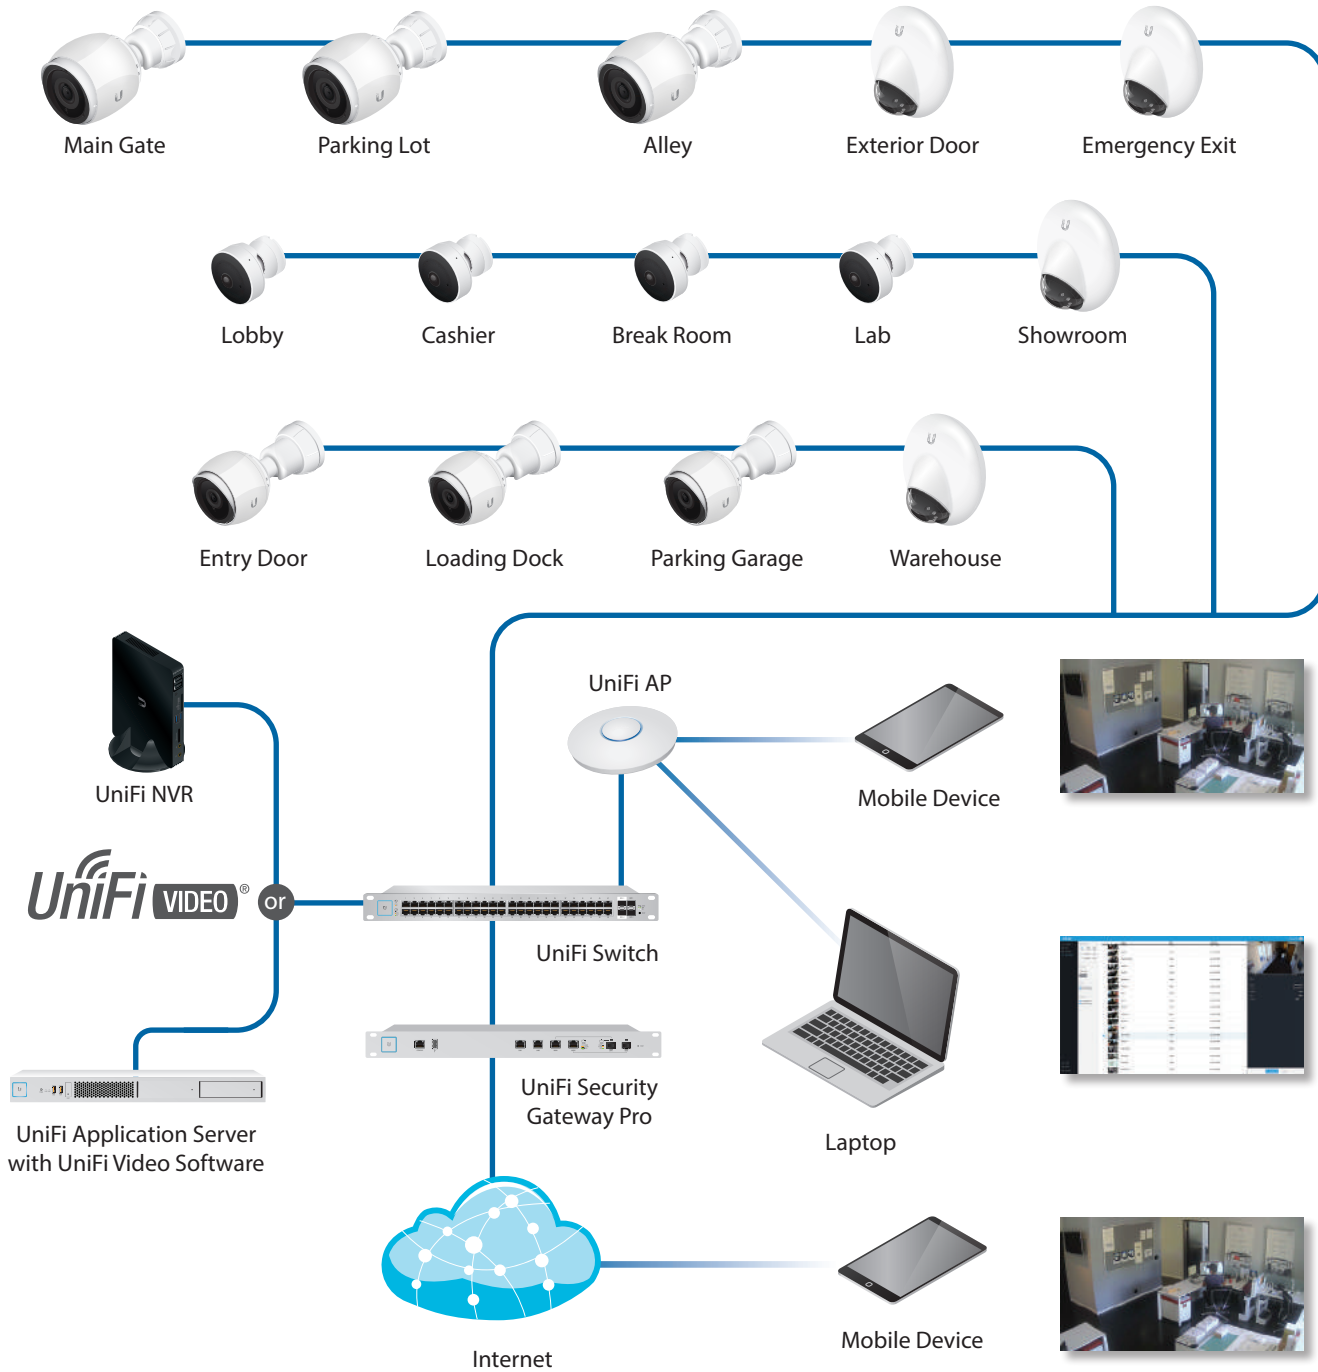 Main Gate
Parking Lot
Alley
Exterior Door
Emergency Exit
Lobby
Cashier
Break Room
Lab
Showroom
Entry Door
Loading Dock
Parking Garage
Warehouse
UniFi NVR
UniFi AP
Mobile Device
UniFi VIDEO®
or
UniFi Switch
UniFi Security
Gateway Pro
UniFi Application Server
with UniFi Video Software
Laptop
Internet
Mobile Device